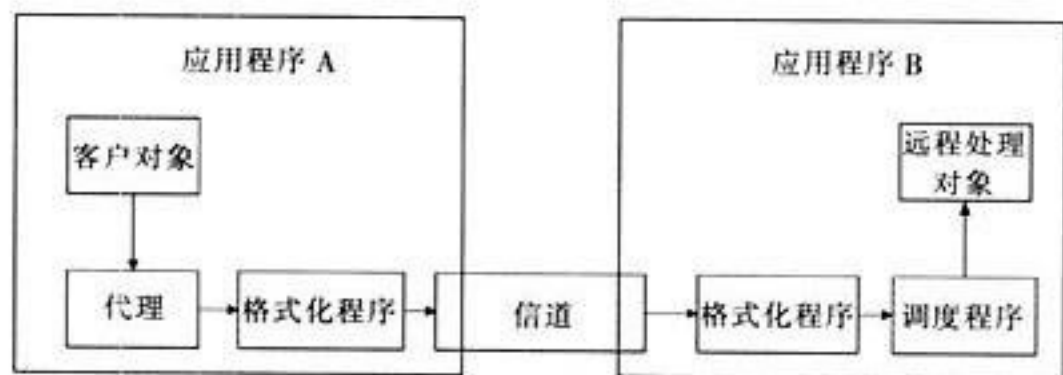 应用程序 A
应用程序 B
客户对象
远程处理
对象
代理
格式化程序
信道
格式化程序
调度程序